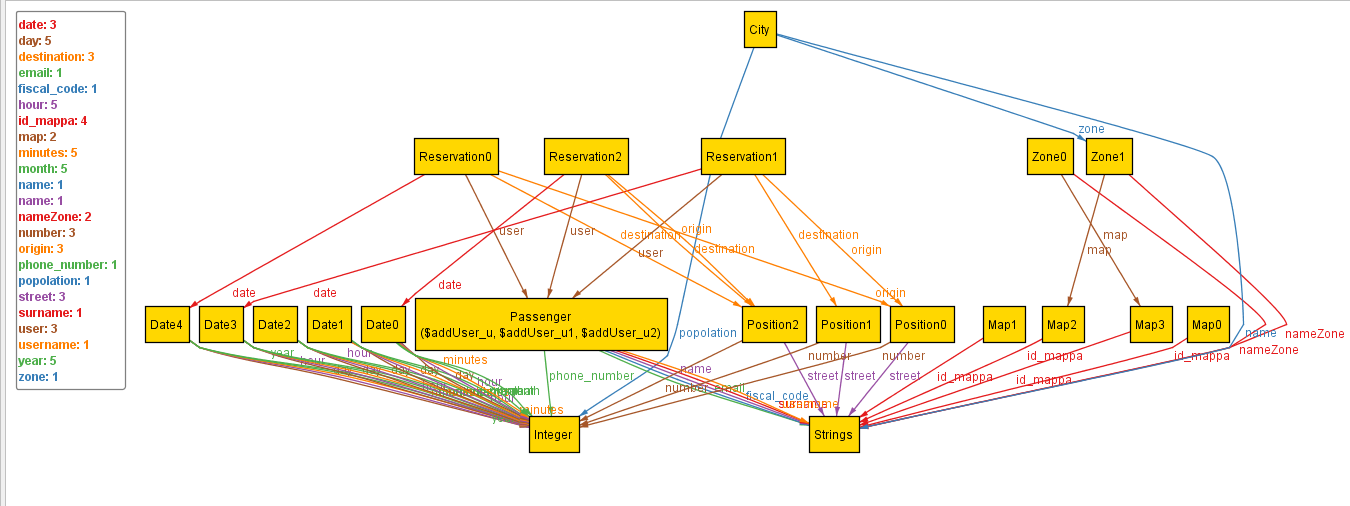 date: 3
day: 5
destination: 3
email: 1
fiscal_code: 1
hour: 5
id_mappa: 4
map: 2
minutes: 5
month: 5
name: 1
name: 1
nameZone: 2
number: 3
origin: 3
phone_number: 1
popolation: 1
street: 3
surname: 1
user: 3
username: 1
year: 5
zone: 1
City
zone
Reservation0
Reservation2
Reservation1
Zone0
Zone1
user
user
destination
origin
destination
user
destination
origin
map
map
date
date
date
origin
Date4
Date3
Date2
Date1
Date0
Passenger
($addUser_u, $addUser_u1, $addUser_u2)
Position2
Position1
Position0
Map1
Map2
Map3
Map0
popolation
name
nameZone
nameZone
year
hour
hour
minutes
number
number
id_mappa
id_mappa
day
day
day
day
day
hour
phone_number
name
street
street
street
id_mappa
id_mappa
hour
number
email
fiscal_code
hour
minutes
surname
Integer
Strings